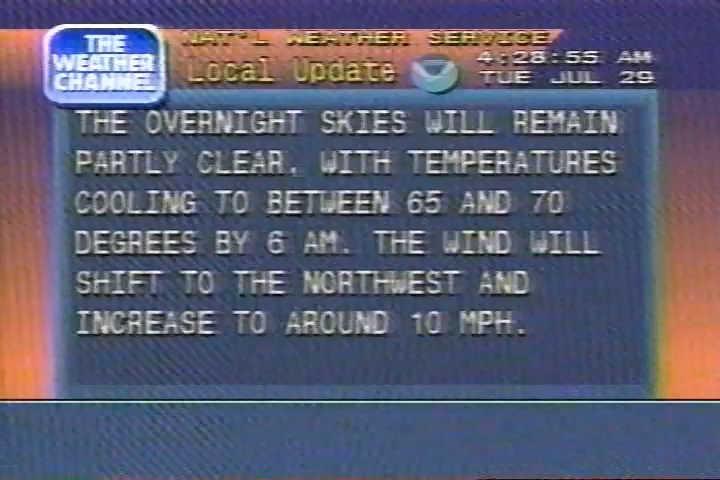 THE
WEATHER
CHANNEL
NAT'L WEATHER SERVICE
Local Update
4:28:55 AM
TUE JUL 29
THE OVERNIGHT SKIES WILL REMAIN
PARTLY CLEAR. WITH TEMPERATURES
COOLING TO BETWEEN 65 AND 70
DEGREES BY 6 AM. THE WIND WILL
SHIFT TO THE NORTHWEST AND
INCREASE TO AROUND 10 MPH.